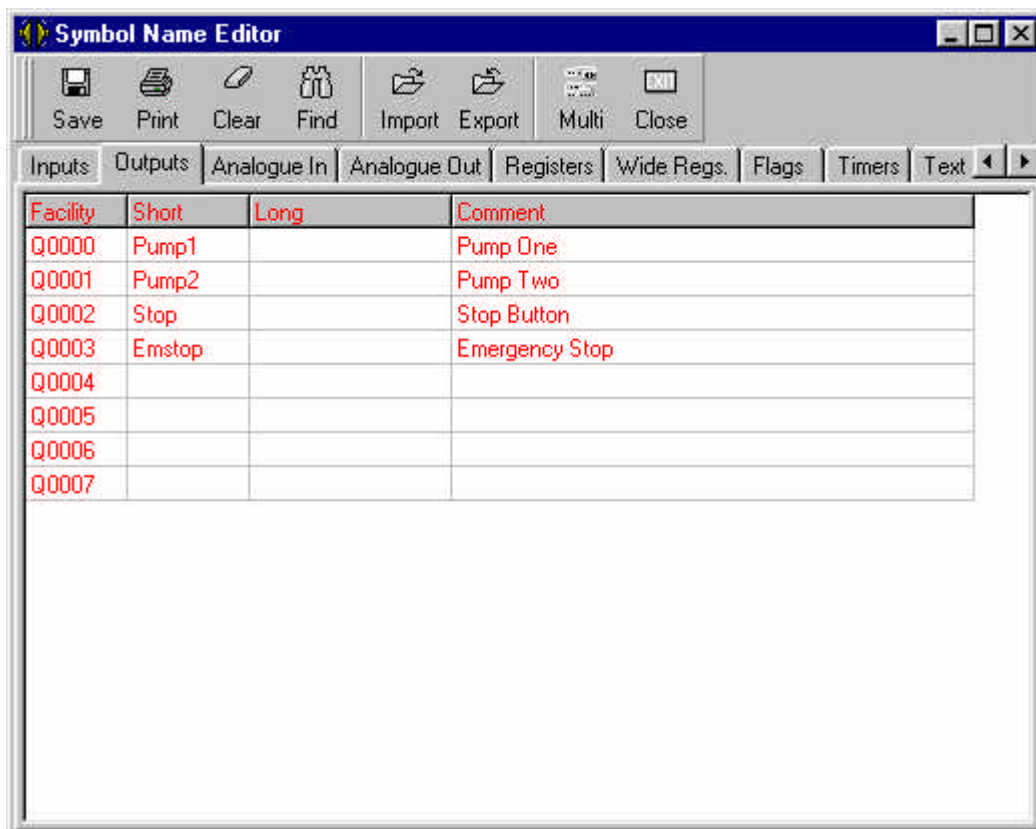 Symbol Name Editor
Save Print Clear Find Import Export Multi EXIT Close
Inputs Outputs Analogue In Analogue Out Registers Wide Regs. Flags Timers Text
Facility Short Long Comment
Q0000 Pump1 Pump One
Q0001 Pump2 Pump Two
Q0002 Stop Stop Button
Q0003 Emstop Emergency Stop
Q0004
Q0005
Q0006
Q0007